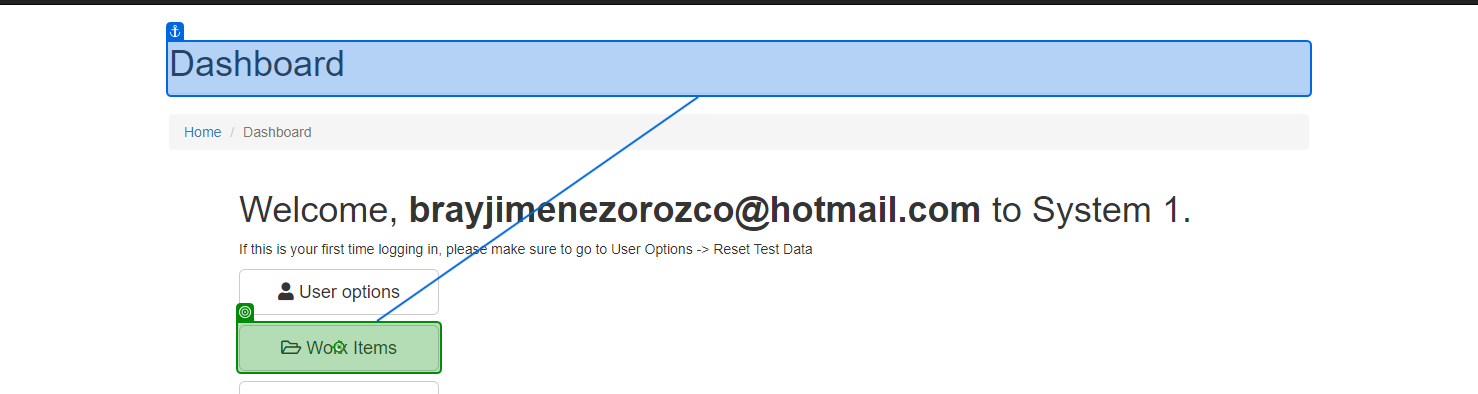 Dashboard
Home / Dashboard
Welcome, brayjimenezorozco@hotmail.com to System 1.
If this is your first time logging in, please make sure to go to User Options -> Reset Test Data
User options
Work Items